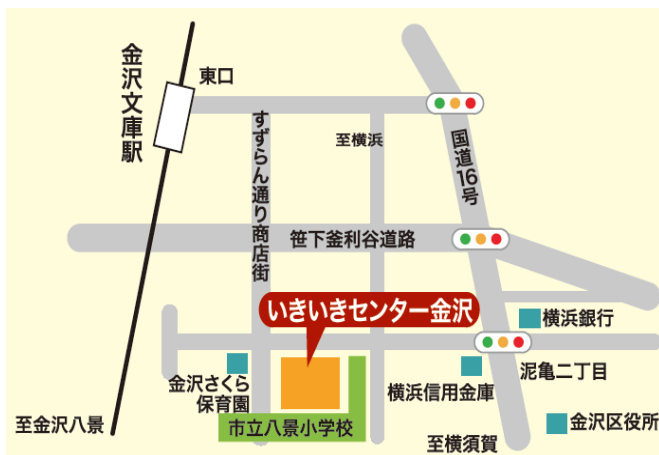 金沢文庫駅
東口
すずらん通り商店街
至横浜
国道16号
笹下釜利谷道路
いきいきセンター金沢
横浜銀行
金沢さくら
保育園
横浜信用金庫
泥亀二丁目
至金沢八景
市立八景小学校
至横須賀
金沢区役所